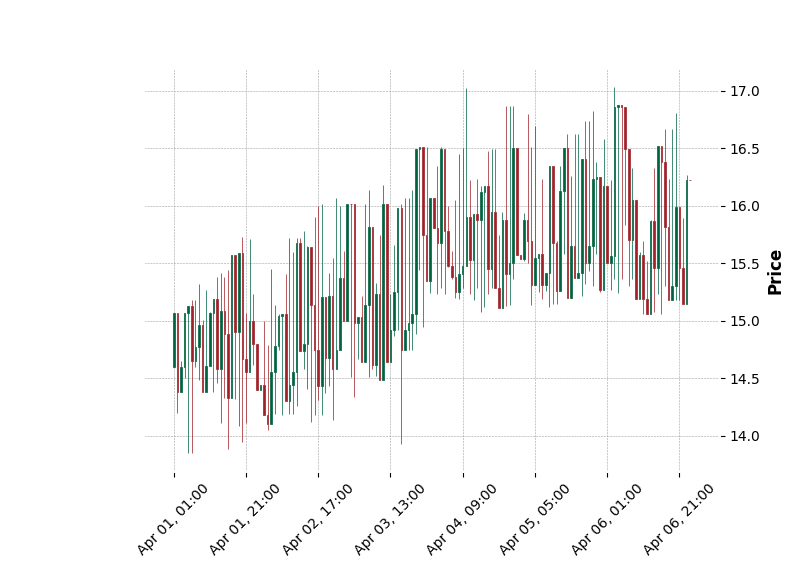 17.0
16.5
16.0
15.5
15.0
14.5
14.0
Price
Apr 01, 01:00
Apr 01, 21:00
Apr 02, 17:00
Apr 03, 13:00
Apr 04, 09:00
Apr 05, 05:00
Apr 06, 01:00
Apr 06, 21:00